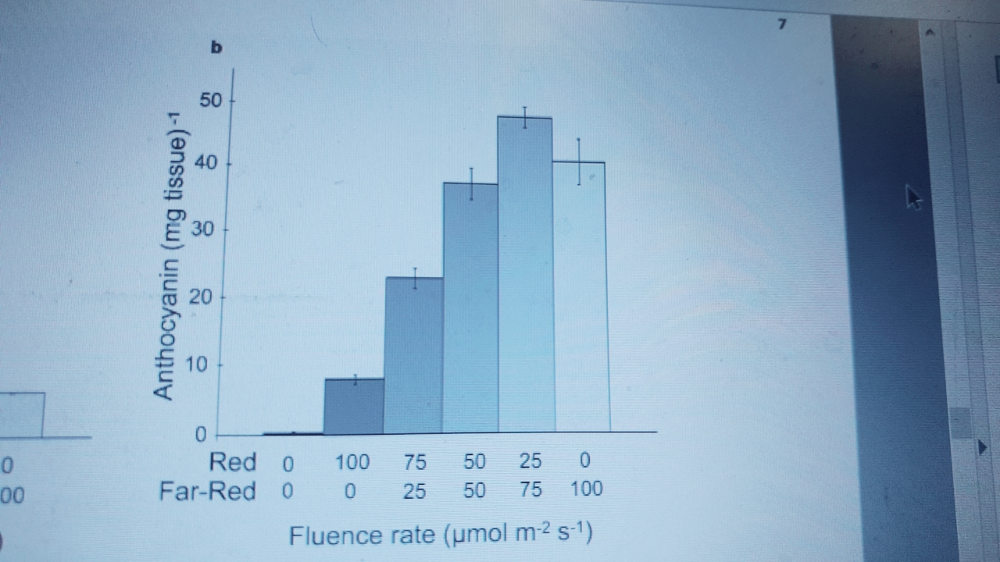 7
b
Anthocyanin (mg tissue)⁻¹
50
40
30
20
10
0
Red 0 100 75 50 25 0
Far-Red 0 0 25 50 75 100
Fluence rate (µmol m⁻² s⁻¹)
0
00
)